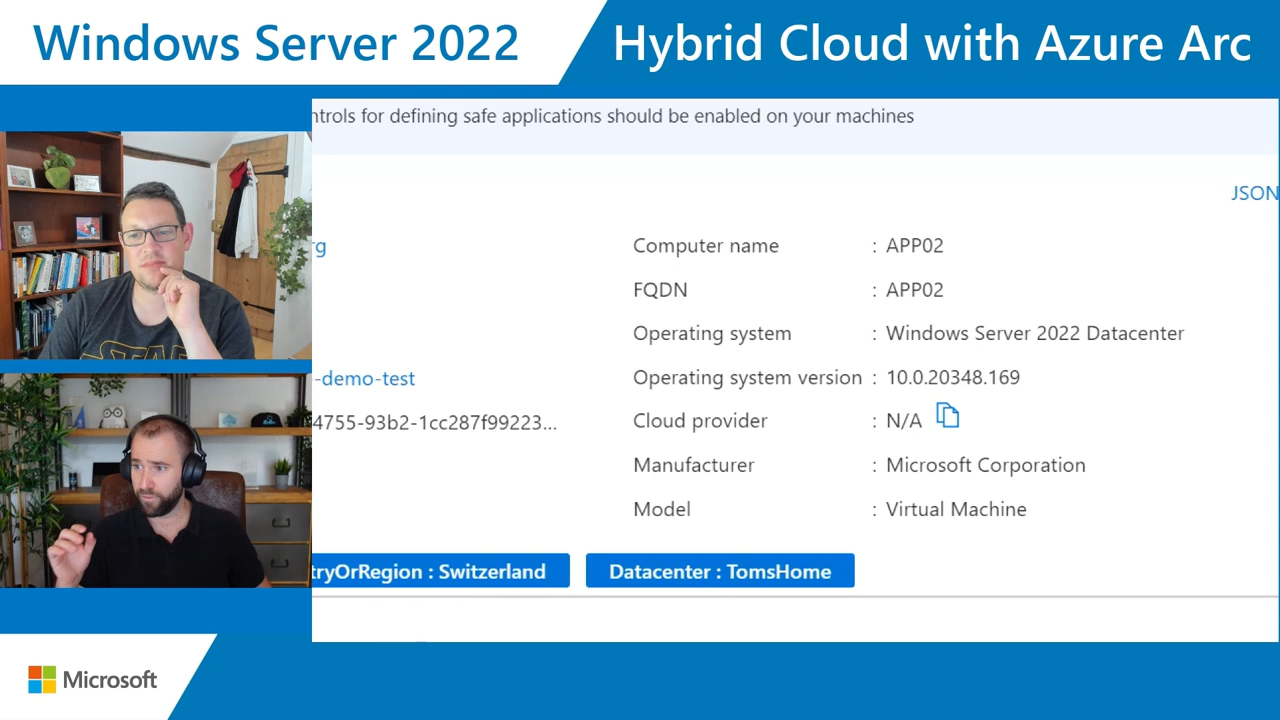 Windows Server 2022
Hybrid Cloud with Azure Arc
ntrols for defining safe applications should be enabled on your machines
JSON
rg
Computer name : APP02
FQDN : APP02
Operating system : Windows Server 2022 Datacenter
-demo-test
Operating system version : 10.0.20348.169
4755-93b2-1cc287f99223...
Cloud provider : N/A
Manufacturer : Microsoft Corporation
Model : Virtual Machine
tryOrRegion : Switzerland
Datacenter : TomsHome
STAR
Microsoft